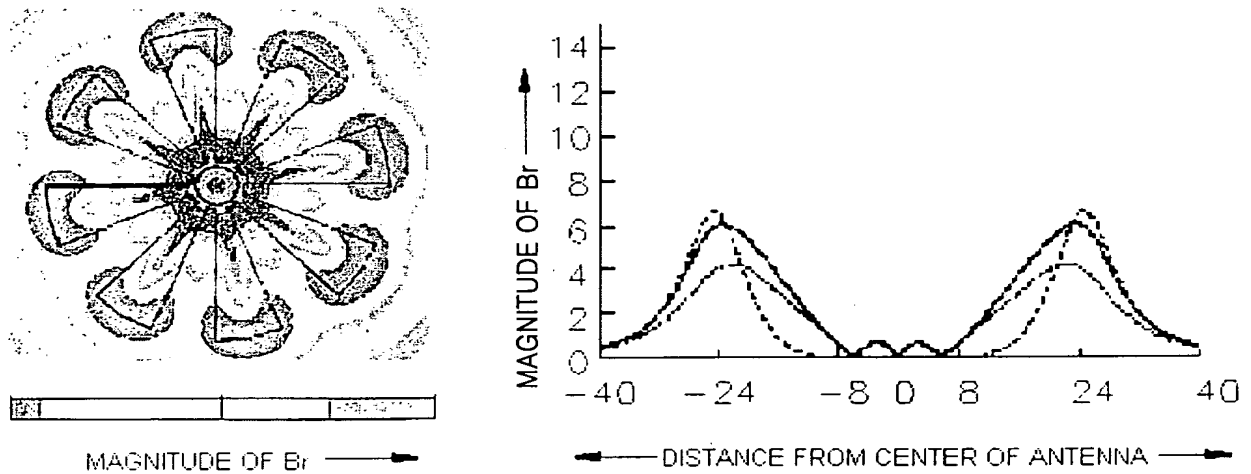 MAGNITUDE OF Br
MAGNITUDE OF Br
14
12
10
8
6
4
2
0
-40 -24 -8 0 8 24 40
DISTANCE FROM CENTER OF ANTENNA